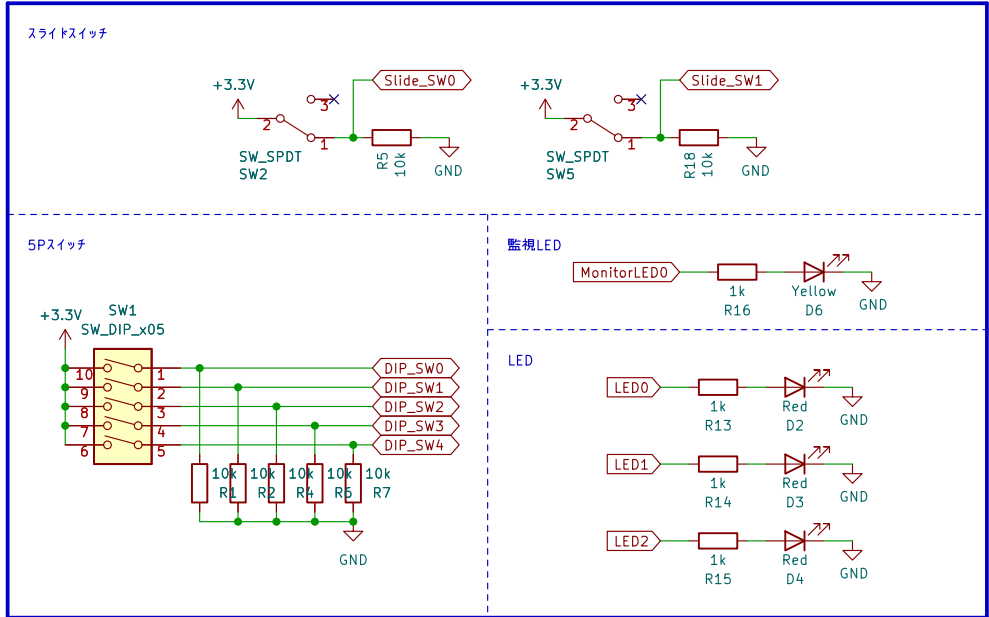 スライドスイッチ
+3.3V
3
2
1
SW_SPDT
SW2
Slide_SW0
R5
10k
GND
+3.3V
3
2
1
SW_SPDT
SW5
Slide_SW1
R18
10k
GND
5Pスイッチ
+3.3V
SW1
SW_DIP_x05
10
1
9
2
8
3
7
4
6
5
DIP_SW0
DIP_SW1
DIP_SW2
DIP_SW3
DIP_SW4
10k
R1
10k
R2
10k
R4
10k
R6
10k
R7
GND
監視LED
MonitorLED0
1k
R16
Yellow
D6
GND
LED
LED0
1k
R13
Red
D2
GND
LED1
1k
R14
Red
D3
GND
LED2
1k
R15
Red
D4
GND